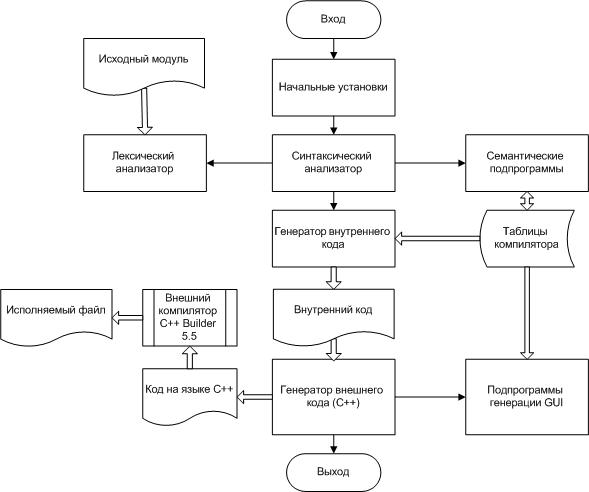 Вход
Исходный модуль
Начальные установки
Лексический
анализатор
Синтаксический
анализатор
Семантические
подпрограммы
Генератор внутреннего
кода
Таблицы
компилятора
Исполняемый файл
Внешний
компилятор
C++ Builder
5.5
Внутренний код
Код на языке C++
Генератор внешнего
кода (C++)
Подпрограммы
генерации GUI
Выход